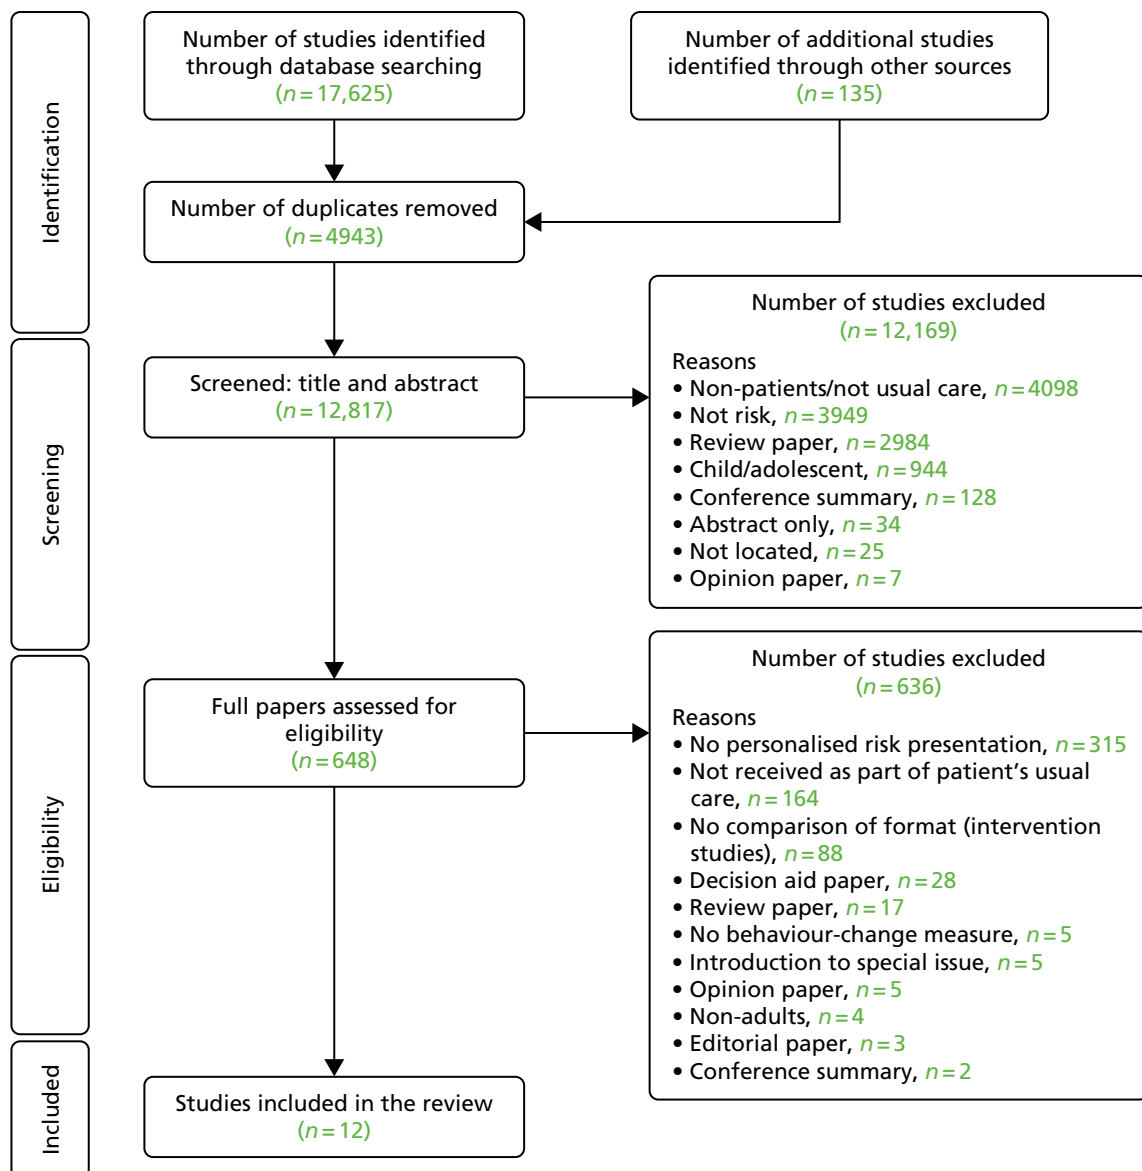 Identification
Number of studies identified
through database searching
(n=17,625)
Number of additional studies
identified through other sources
(n=135)
Number of duplicates removed
(n=4943)
Screening
Screened: title and abstract
(n=12,817)
Number of studies excluded
(n=12,169)
Reasons
• Non-patients/not usual care, n=4098
• Not risk, n=3949
• Review paper, n=2984
• Child/adolescent, n=944
• Conference summary, n=128
• Abstract only, n=34
• Not located, n=25
• Opinion paper, n=7
Eligibility
Full papers assessed for
eligibility
(n=648)
Number of studies excluded
(n=636)
Reasons
• No personalised risk presentation, n=315
• Not received as part of patient's usual
care, n=164
• No comparison of format (intervention
studies), n=88
• Decision aid paper, n=28
• Review paper, n=17
• No behaviour-change measure, n=5
• Introduction to special issue, n=5
• Opinion paper, n=5
• Non-adults, n=4
• Editorial paper, n=3
• Conference summary, n=2
Included
Studies included in the review
(n=12)